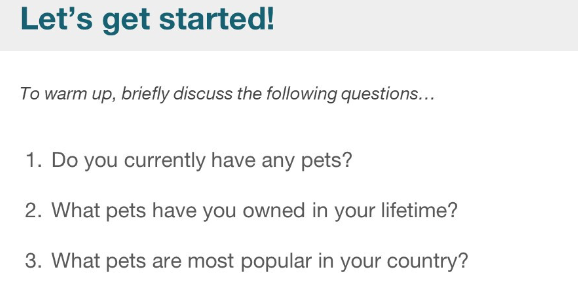 Let’s get started!
To warm up, briefly discuss the following questions…
1. Do you currently have any pets?
2. What pets have you owned in your lifetime?
3. What pets are most popular in your country?